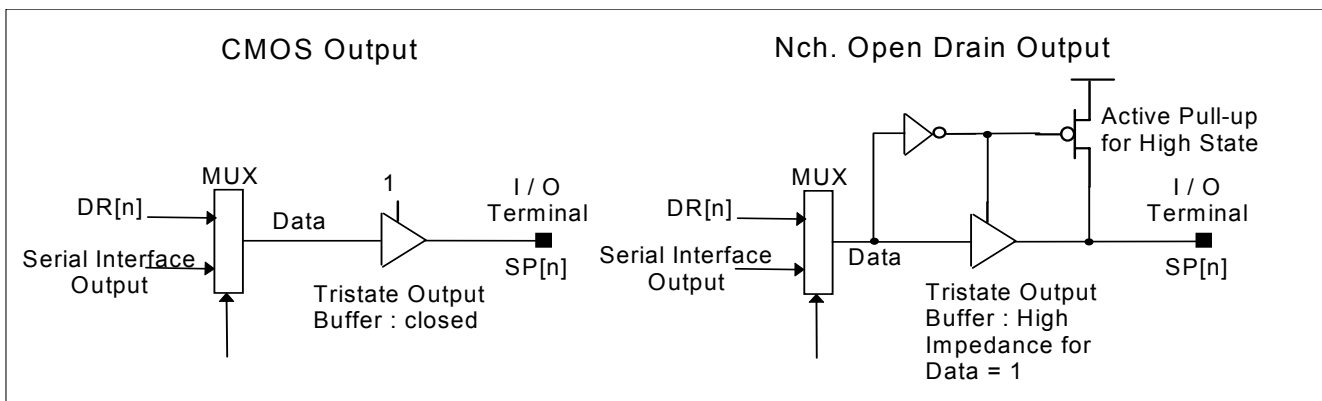 CMOS Output
MUX
DR[n]
Serial Interface
Output
Data
1
I / O
Terminal
SP[n]
Tristate Output
Buffer : closed
Nch. Open Drain Output
Active Pull-up
for High State
MUX
DR[n]
Serial Interface
Output
Data
I / O
Terminal
SP[n]
Tristate Output
Buffer : High
Impedance for
Data = 1